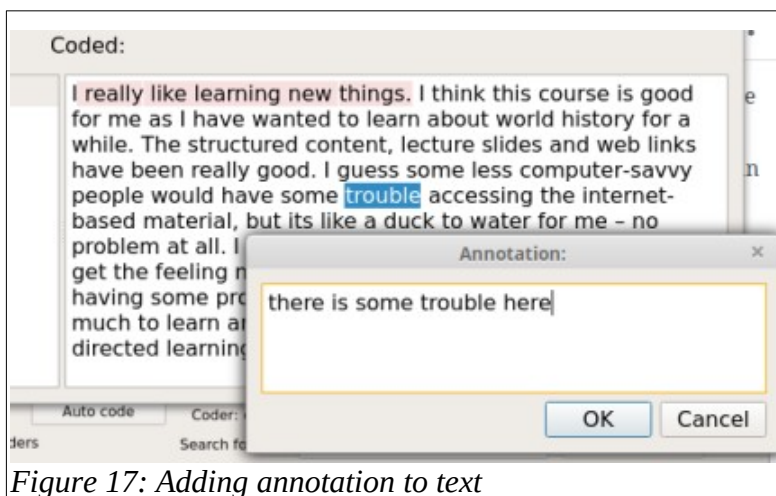 Coded:
I really like learning new things. I think this course is good
for me as I have wanted to learn about world history for a
while. The structured content, lecture slides and web links
have been really good. I guess some less computer-savvy
people would have some trouble accessing the internet-
based material, but its like a duck to water for me – no
problem at all. I
get the feeling
having some
much to learn
directed learning
Annotation:
there is some trouble here
OK Cancel
Auto code Coder:
Search
Figure 17: Adding annotation to text